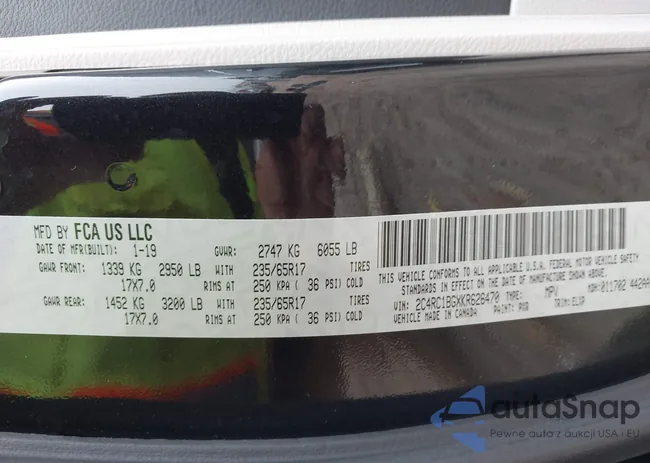 MFD BY FCA US LLC
DATE OF MFR(BUILT): 1-19 GVWR: 2747 KG 6055 LB
GAWR FRONT: 1339 KG 2950 LB WITH 235/65R17 TIRES
17X7.0 RIMS AT 250 KPA ( 36 PSI) COLD
GAWR REAR: 1452 KG 3200 LB WITH 235/65R17 TIRES
17X7.0 RIMS AT 250 KPA ( 36 PSI) COLD
THIS VEHICLE CONFORMS TO ALL APPLICABLE U.S.A. FEDERAL MOTOR VEHICLE SAFETY
STANDARDS IN EFFECT ON THE DATE OF MANUFACTURE SHOWN ABOVE.
VIN: 2C4RC1BGXKR626470 TYPE: MPV MDH: 011702 442AA
VEHICLE MADE IN CANADA PAINT: PXR TRIM:
autoSnap
Pewne auta z aukcji USA i EU